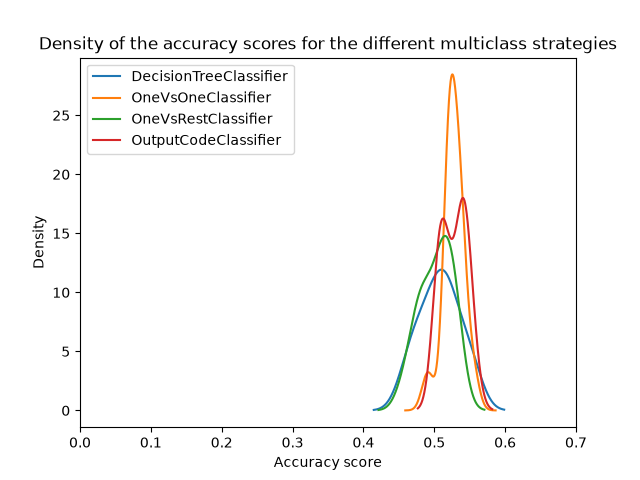 Density of the accuracy scores for the different multiclass strategies
DecisionTreeClassifier
OneVsOneClassifier
OneVsRestClassifier
OutputCodeClassifier
25
20
15
10
5
0
Density
0.0 0.1 0.2 0.3 0.4 0.5 0.6 0.7
Accuracy score